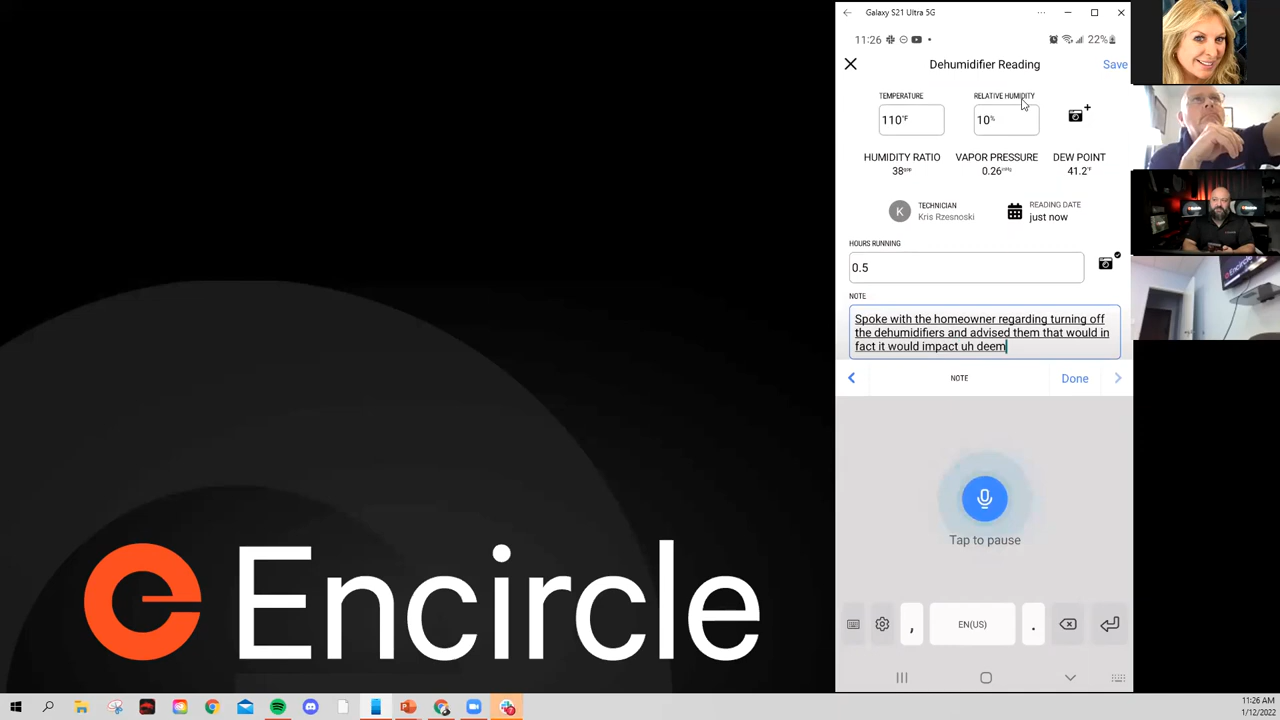 Galaxy S21 Ultra 5G
11:26
22%
Dehumidifier Reading
Save
TEMPERATURE
RELATIVE HUMIDITY
110°F
10%
HUMIDITY RATIO
VAPOR PRESSURE
DEW POINT
38gpp
0.26inHg
41.2°F
K
TECHNICIAN
Kris Rzesnoski
READING DATE
just now
HOURS RUNNING
0.5
NOTE
Spoke with the homeowner regarding turning off
the dehumidifiers and advised them that would in
fact it would impact uh deem
NOTE
Done
Tap to pause
, EN(US) .
Encircle
Encircle
11:26 AM
1/12/2022